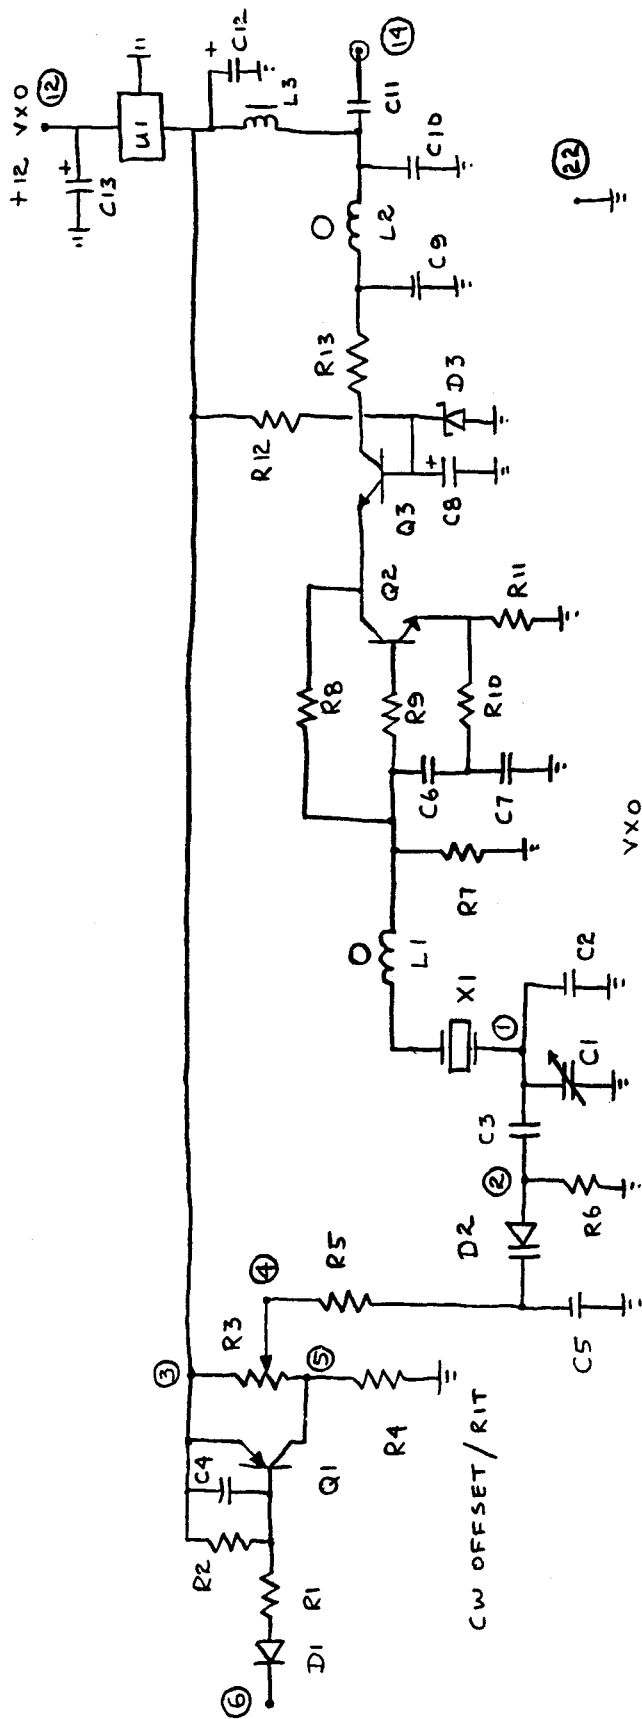 +12 VXO 12
C13
U1
C12
+
+
L3
14
C11
C10
L2
C9
22
R13
R12
D3
Q3
C8
+
Q2
R11
R8
R9
R10
C6
C7
R7
VXO
L1
X1
1
C2
C1
C3
2
D2
R6
R5
4
C5
R3
3
5
R4
Q1
C4
R2
R1
D1
6
CW OFFSET/RIT